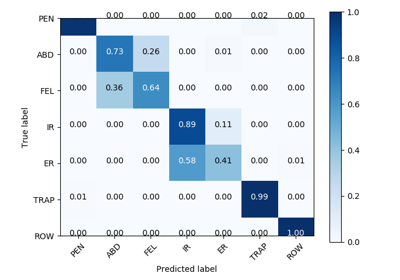 PEN 0.00 0.00 0.00 0.00 0.02 0.00
ABD 0.00 0.73 0.26 0.00 0.01 0.00 0.00
FEL 0.00 0.36 0.64 0.00 0.00 0.00 0.00
IR 0.00 0.00 0.00 0.89 0.11 0.00 0.00
ER 0.00 0.00 0.00 0.58 0.41 0.00 0.01
TRAP 0.01 0.00 0.00 0.00 0.00 0.99 0.00
ROW 0.00 0.00 0.00 0.00 0.00 0.00 1.00
PEN ABD FEL IR ER TRAP ROW
True label
Predicted label
1.0
0.8
0.6
0.4
0.2
0.0